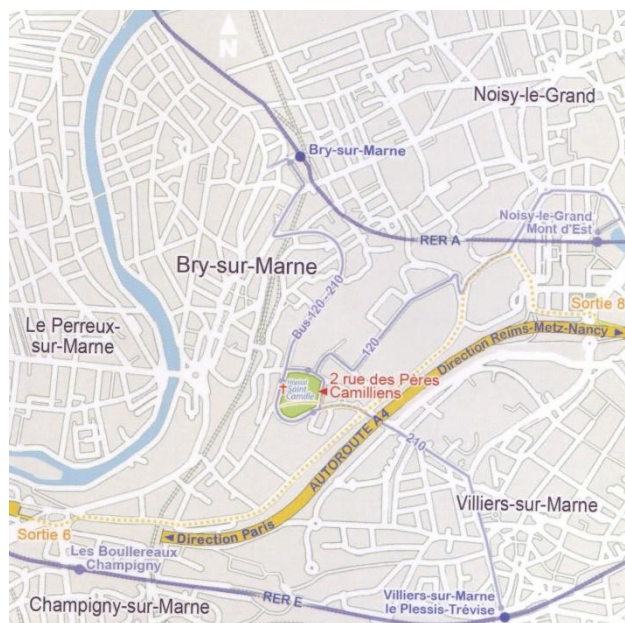 N
Noisy-le-Grand
Bry-sur-Marne
Noisy-le-Grand
Mont d'Est
RER A
Bry-sur-Marne
Sortie 8
Bus-120-210
Le Perreux-
sur-Marne
120
Direction Reims-Metz-Nancy
2 rue des Pères
Camilliens
Hôpital
Saint
Camille
AUTOROUTE A4
210
Villiers-sur-Marne
Sortie 6
Direction Paris
Les Boullereaux
Champigny
Villiers-sur-Marne
le Plessis-Trévise
RER E
Champigny-sur-Marne